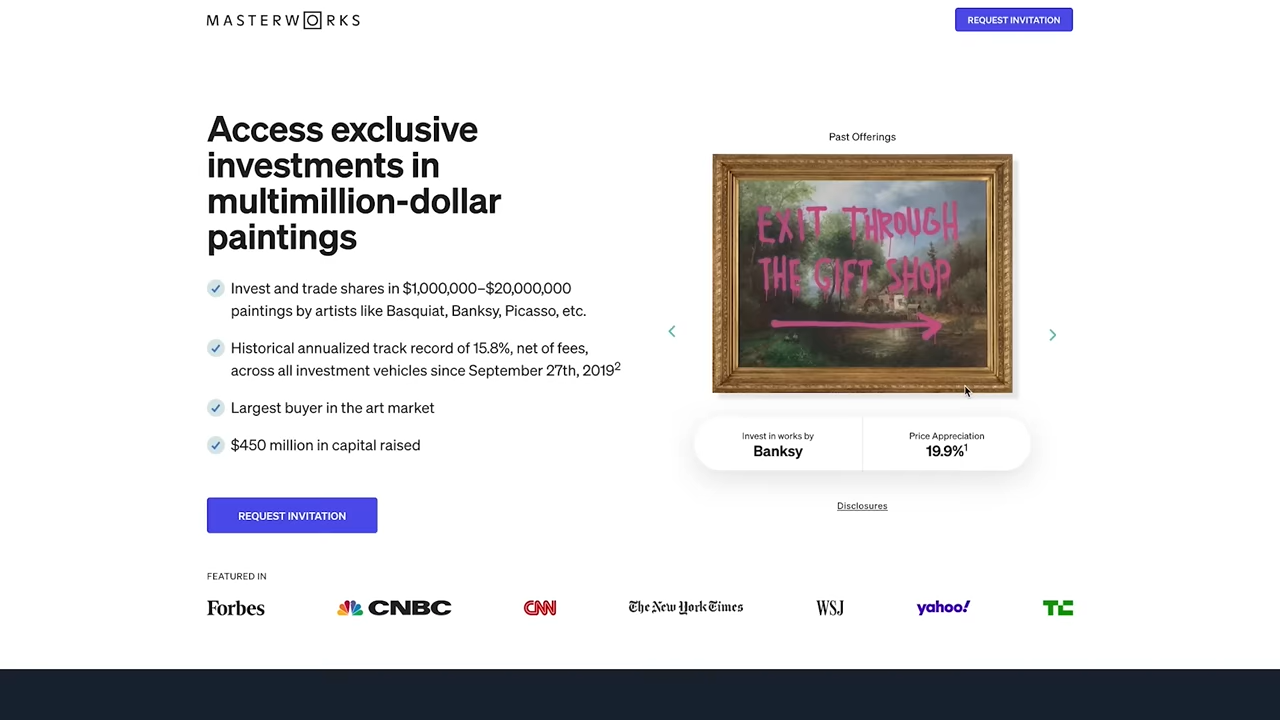 MASTERWORKS
REQUEST INVITATION
Access exclusive
investments in
multimillion-dollar
paintings
Invest and trade shares in $1,000,000–$20,000,000
paintings by artists like Basquiat, Banksy, Picasso, etc.
Historical annualized track record of 15.8%, net of fees,
across all investment vehicles since September 27th, 2019²
Largest buyer in the art market
$450 million in capital raised
REQUEST INVITATION
Past Offerings
EXIT THROUGH
THE GIFT SHOP
Invest in works by
Banksy
Price Appreciation
19.9%¹
Disclosures
FEATURED IN
Forbes
CNBC
CNN
The New York Times
WSJ
yahoo!
TC